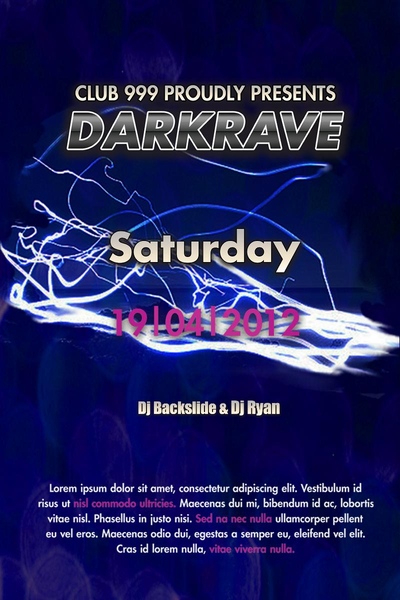 CLUB 999 PROUDLY PRESENTS
DARKRAVE
Saturday
19|04|2012
Dj Backslide & Dj Ryan
Lorem ipsum dolor sit amet, consectetur adipiscing elit. Vestibulum id
risus ut nisl commodo ultricies. Maecenas dui mi, bibendum id ac, lobortis
vitae nisl. Phasellus in justo nisi. Sed na nec nulla ullamcorper pellent
eu vel eros. Maecenas odio dui, egestas a semper eu, eleifend vel elit.
Cras id lorem nulla, vitae viverra nulla.